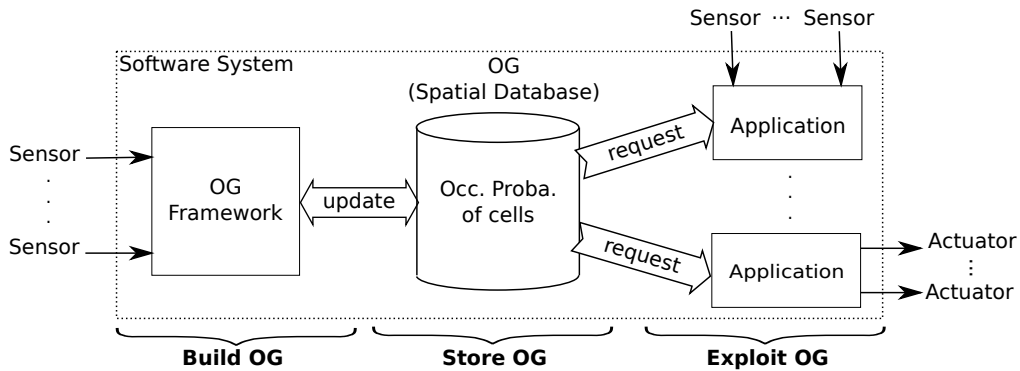 Sensor ... Sensor
Software System
OG
(Spatial Database)
Application
request
Sensor
OG
Framework
update
Occ. Proba.
of cells
Sensor
request
Application
Actuator
Actuator
Build OG
Store OG
Exploit OG